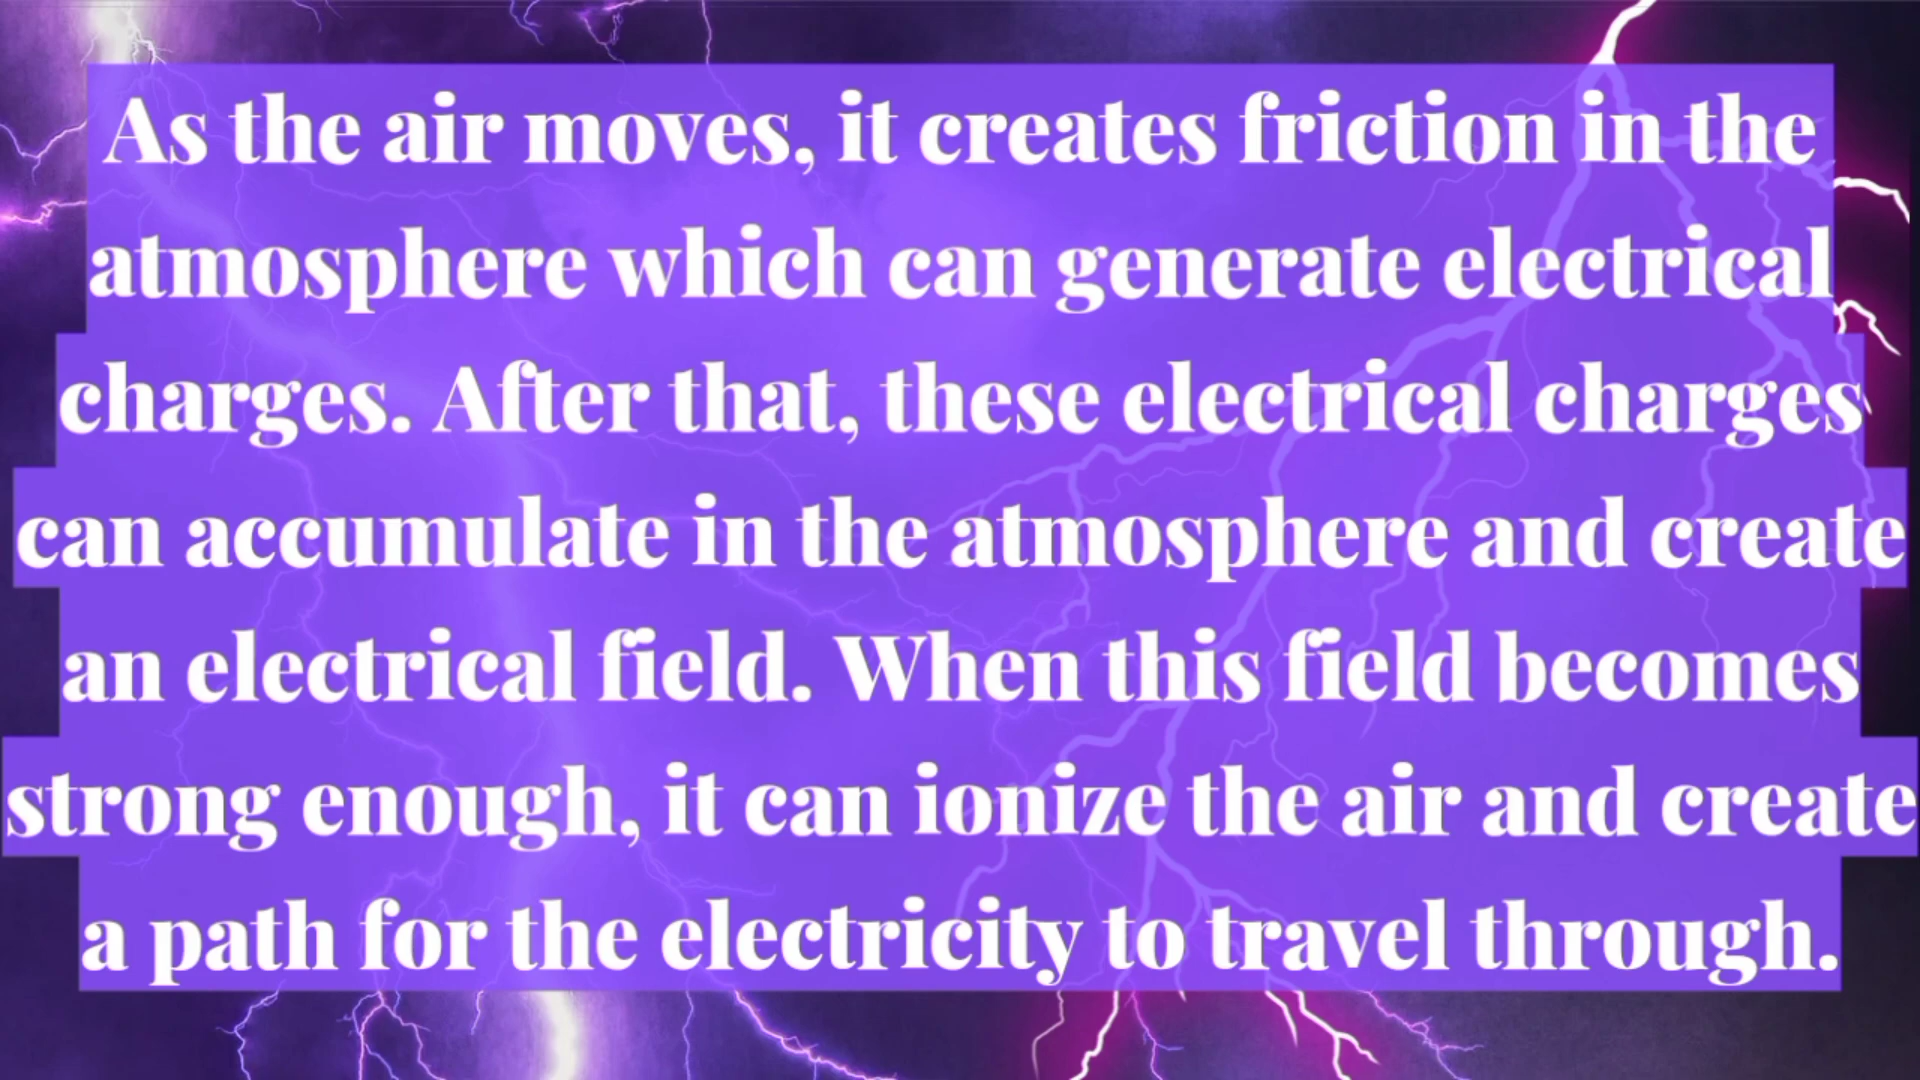 As the air moves, it creates friction in the
atmosphere which can generate electrical
charges. After that, these electrical charges
can accumulate in the atmosphere and create
an electrical field. When this field becomes
strong enough, it can ionize the air and create
a path for the electricity to travel through.